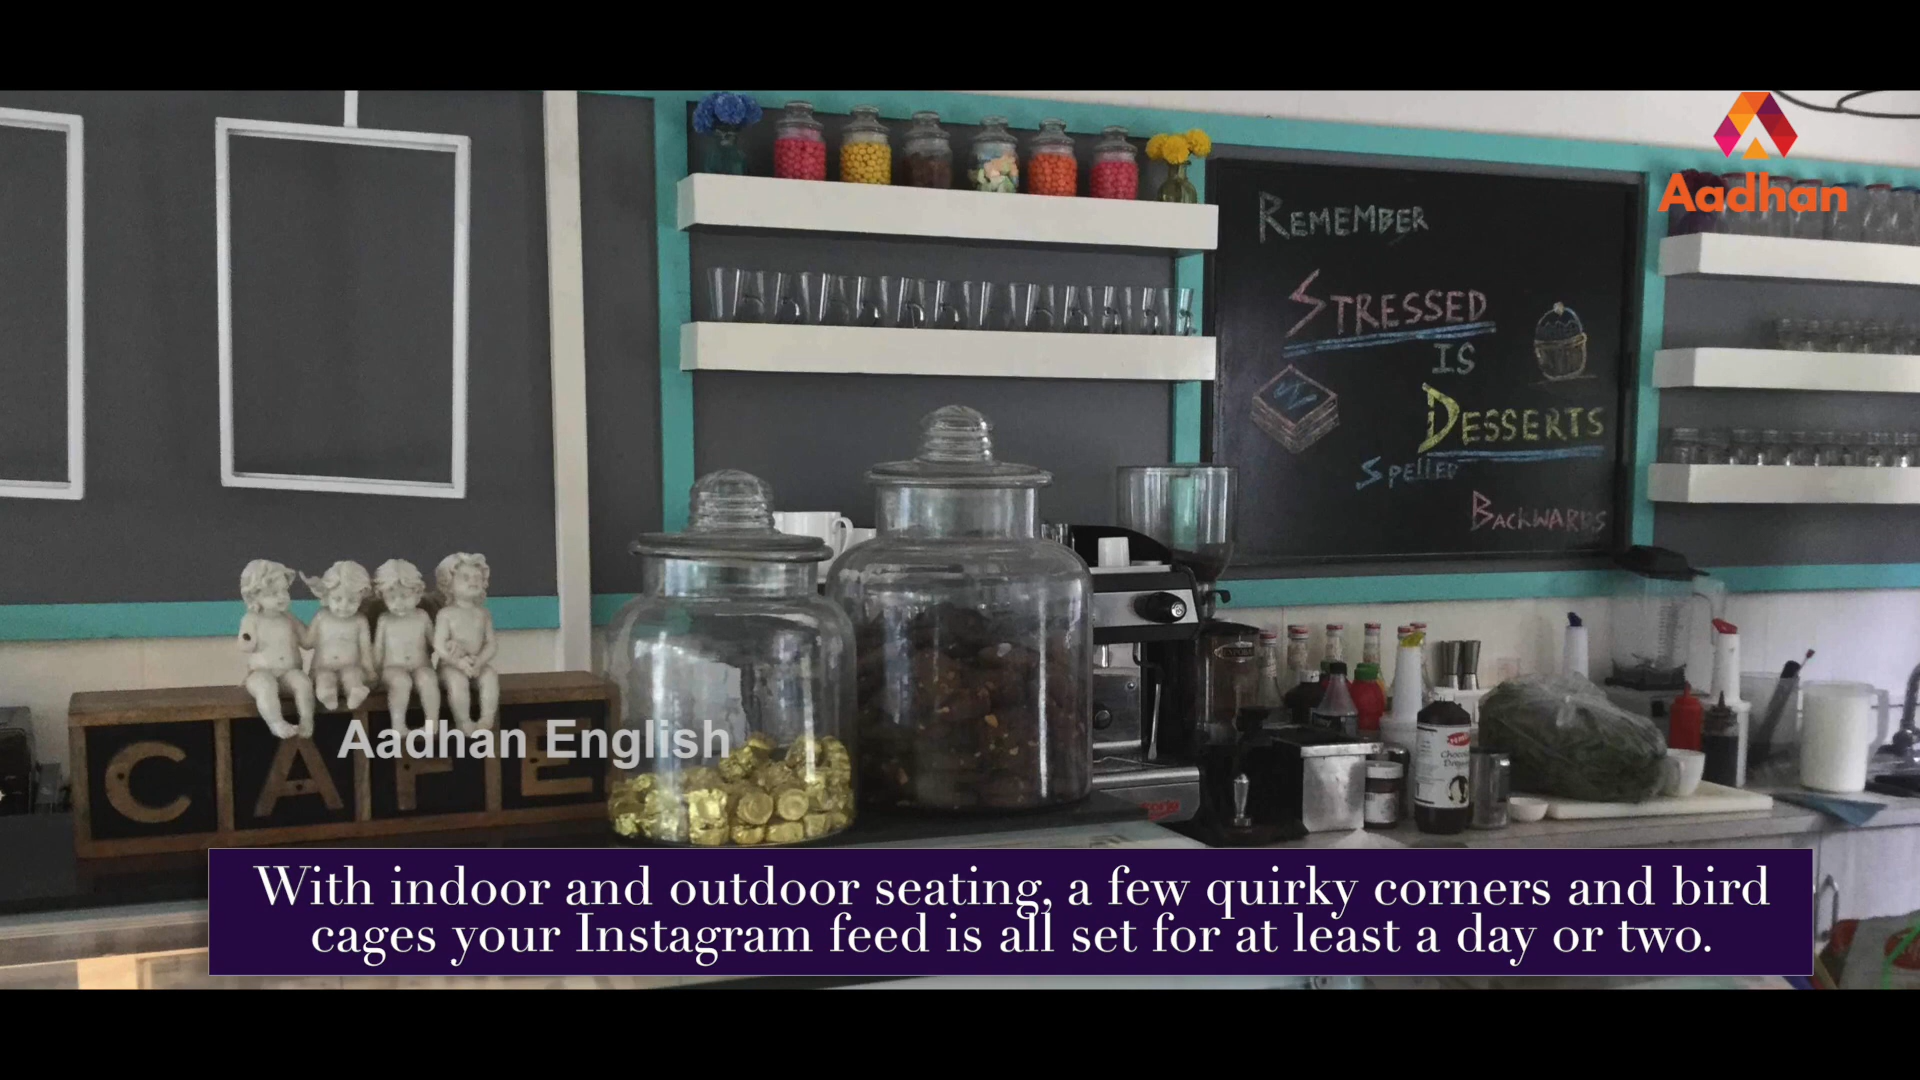 Aadhan
REMEMBER
STRESSED
IS
DESSERTS
SPELLED
BACKWARDS
CAFE
Aadhan English
With indoor and outdoor seating, a few quirky corners and bird
cages your Instagram feed is all set for at least a day or two.